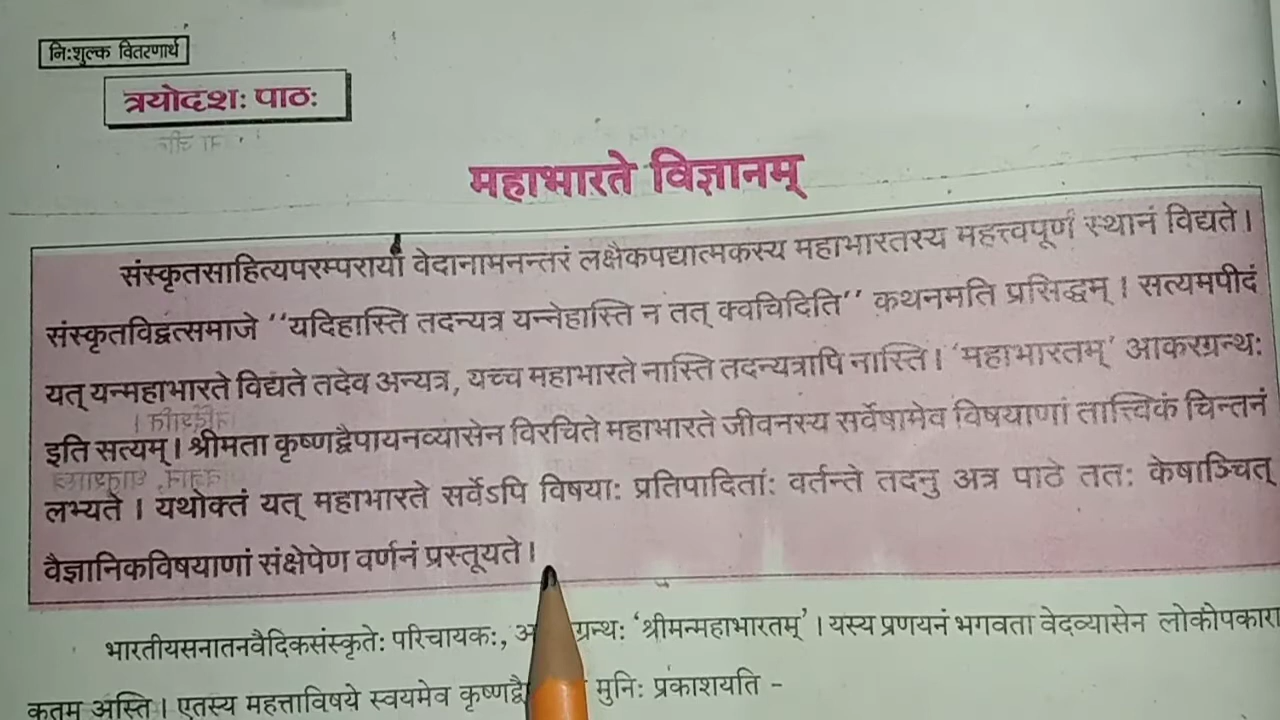 नि:शुल्क वितरणार्थ
त्रयोदश: पाठ:
महाभारते विज्ञानम्
संस्कृतसाहित्यपरम्परायां वेदानामनन्तरं लक्षैकपद्यात्मकस्य महाभारतस्य महत्त्वपूर्णं स्थानं विद्यते।
संस्कृतविद्वत्समाजे ‘‘यदिहास्ति तदन्यत्र यन्नेहास्ति न तत् क्वचिदिति’’ कथनमति प्रसिद्धम्। सत्यमपीदं
यत् यन्महाभारते विद्यते तदेव अन्यत्र, यच्च महाभारते नास्ति तदन्यत्रापि नास्ति। ‘महाभारतम्’ आकरग्रन्थ:
इति सत्यम्। श्रीमता कृष्णद्वैपायनव्यासेन विरचिते महाभारते जीवनस्य सर्वेषामेव विषयाणां तात्त्विकं चिन्तनं
लभ्यते। यथोक्तं यत् महाभारते सर्वेऽपि विषया: प्रतिपादितां: वर्तन्ते तदनु अत्र पाठे तत: केषाञ्चित्
वैज्ञानिकविषयाणां संक्षेपेण वर्णनं प्रस्तूयते।
भारतीयसनातनवैदिकसंस्कृते: परिचायक:, ‘श्रीमन्महाभारतम्’। यस्य प्रणयनं भगवता वेदव्यासेन लोकोपकारा
कृतम् अस्ति। एतस्य महत्ताविषये स्वयमेव मुनि: प्रकाशयति -